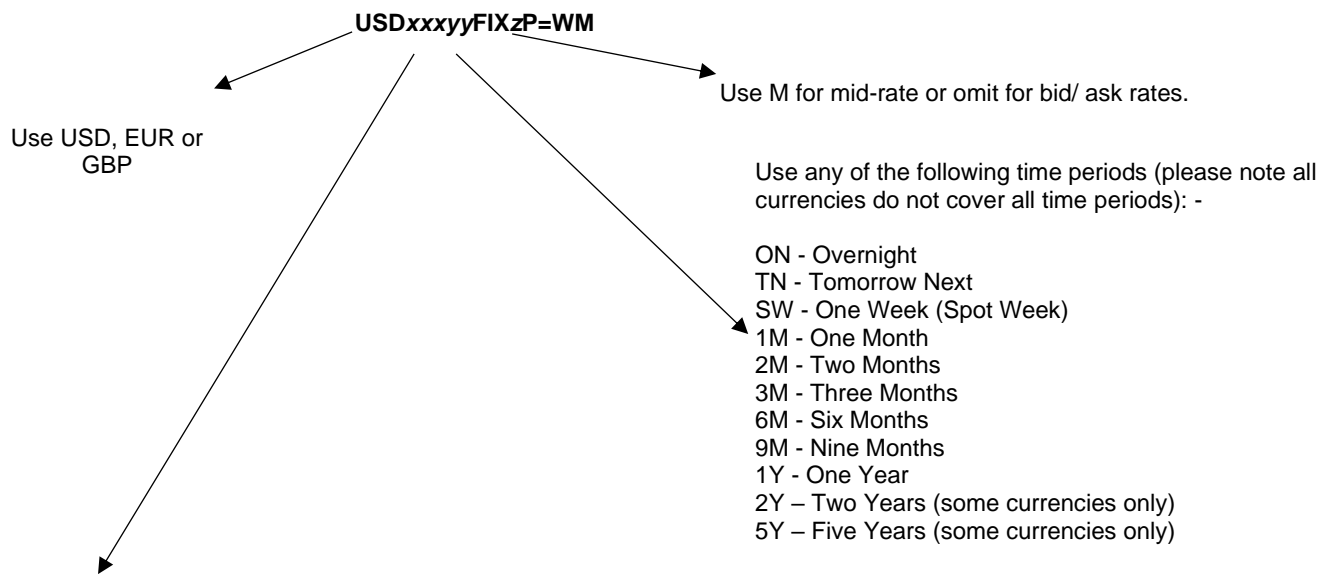 USDxxxyyFIXzP=WM
Use M for mid-rate or omit for bid/ ask rates.
Use USD, EUR or
GBP
Use any of the following time periods (please note all
currencies do not cover all time periods): -
ON - Overnight
TN - Tomorrow Next
SW - One Week (Spot Week)
1M - One Month
2M - Two Months
3M - Three Months
6M - Six Months
9M - Nine Months
1Y - One Year
2Y – Two Years (some currencies only)
5Y – Five Years (some currencies only)